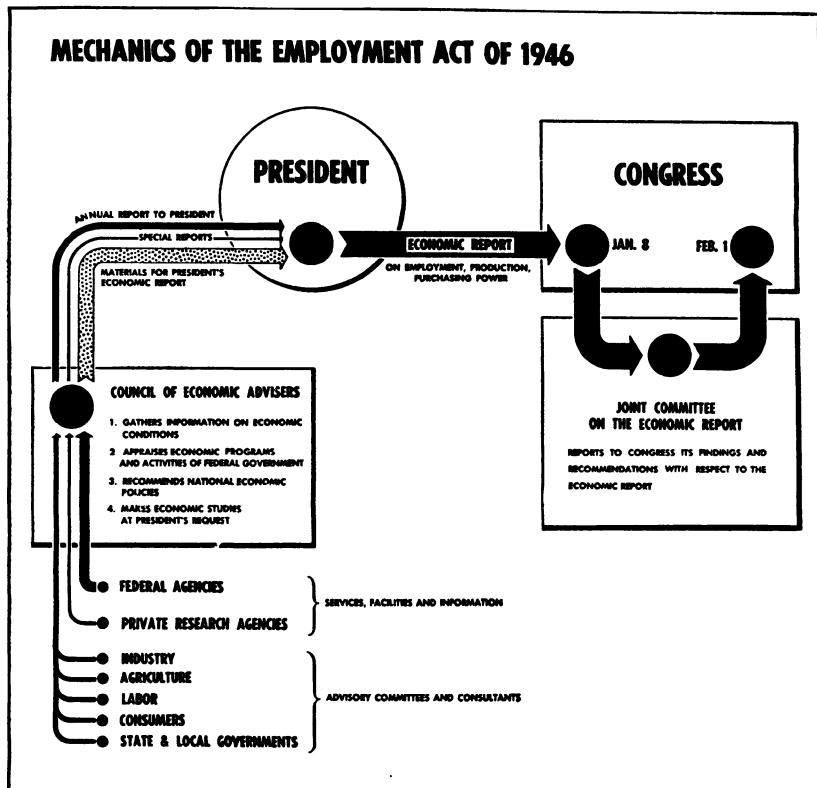 MECHANICS OF THE EMPLOYMENT ACT OF 1946
PRESIDENT
CONGRESS
ANNUAL REPORT TO PRESIDENT
SPECIAL REPORTS
MATERIALS FOR PRESIDENT'S
ECONOMIC REPORT
ECONOMIC REPORT
ON EMPLOYMENT, PRODUCTION,
PURCHASING POWER
JAN. 8
FEB. 1
COUNCIL OF ECONOMIC ADVISERS
1. GATHERS INFORMATION ON ECONOMIC
CONDITIONS
2 APPRAISES ECONOMIC PROGRAMS
AND ACTIVITIES OF FEDERAL GOVERNMENT
3. RECOMMENDS NATIONAL ECONOMIC
POLICIES
4. MAKES ECONOMIC STUDIES
AT PRESIDENT'S REQUEST
JOINT COMMITTEE
ON THE ECONOMIC REPORT
REPORTS TO CONGRESS ITS FINDINGS AND
RECOMMENDATIONS WITH RESPECT TO THE
ECONOMIC REPORT
FEDERAL AGENCIES
PRIVATE RESEARCH AGENCIES
SERVICES, FACILITIES AND INFORMATION
INDUSTRY
AGRICULTURE
LABOR
CONSUMERS
STATE & LOCAL GOVERNMENTS
ADVISORY COMMITTEES AND CONSULTANTS